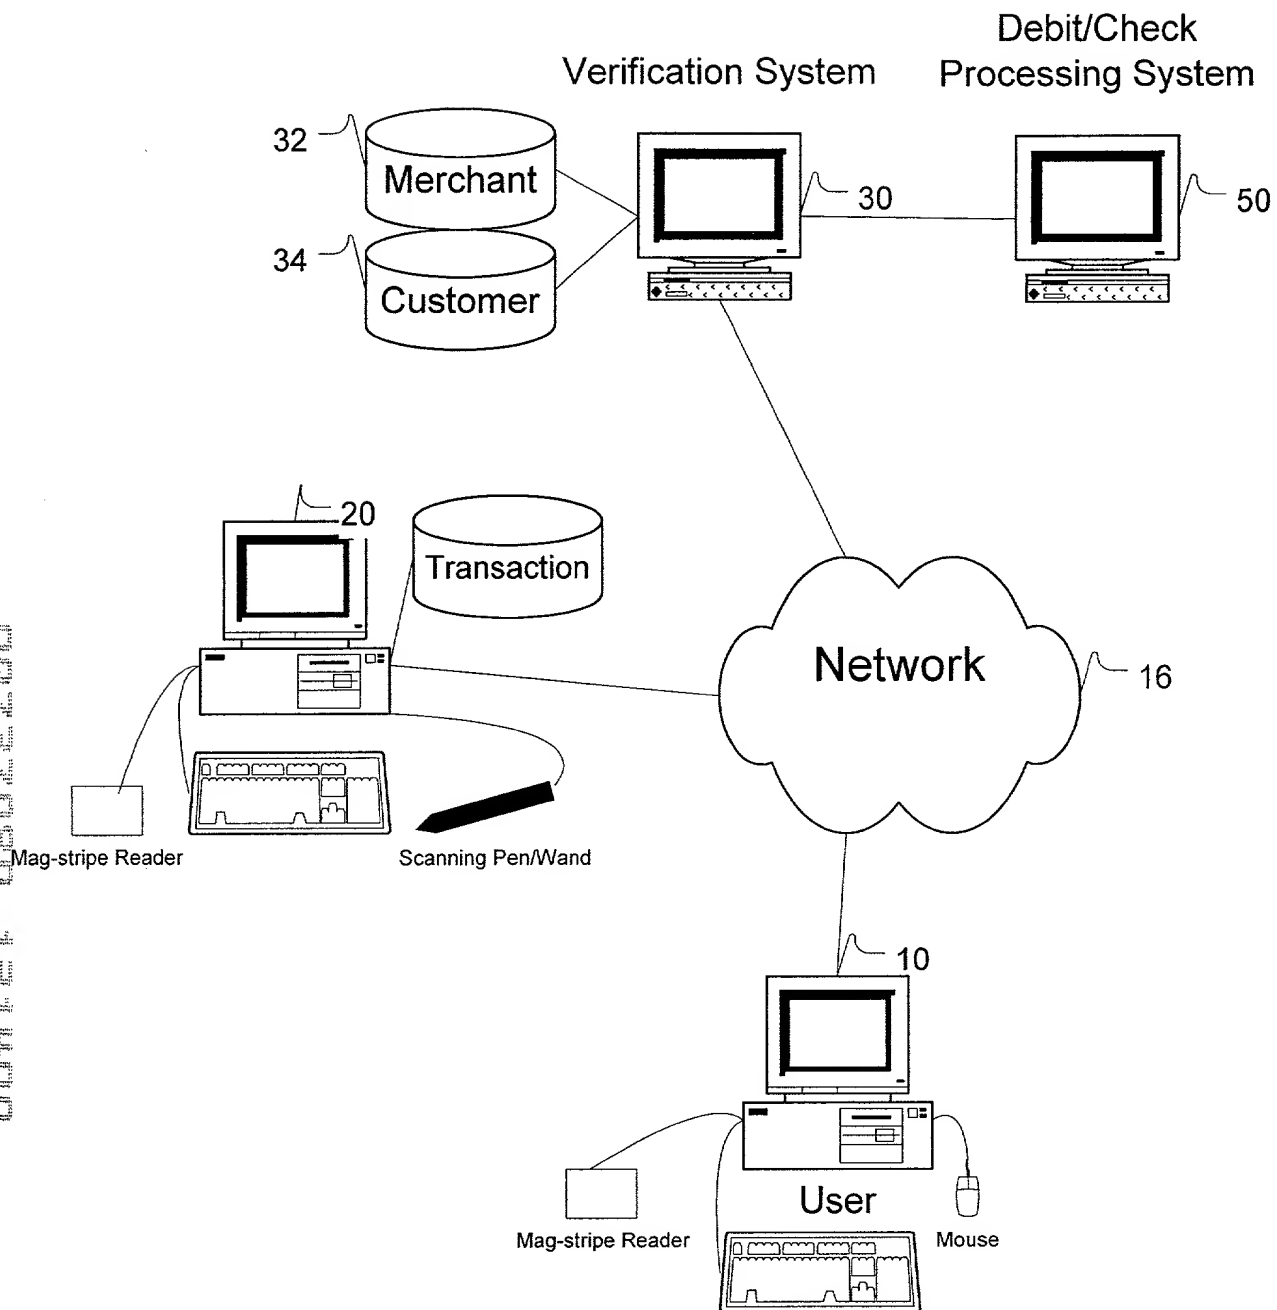 Debit/Check
Verification System
Processing System
32
Merchant
30
50
34
Customer
20
Transaction
Network
16
Mag-stripe Reader
Scanning Pen/Wand
10
User
Mag-stripe Reader
Mouse